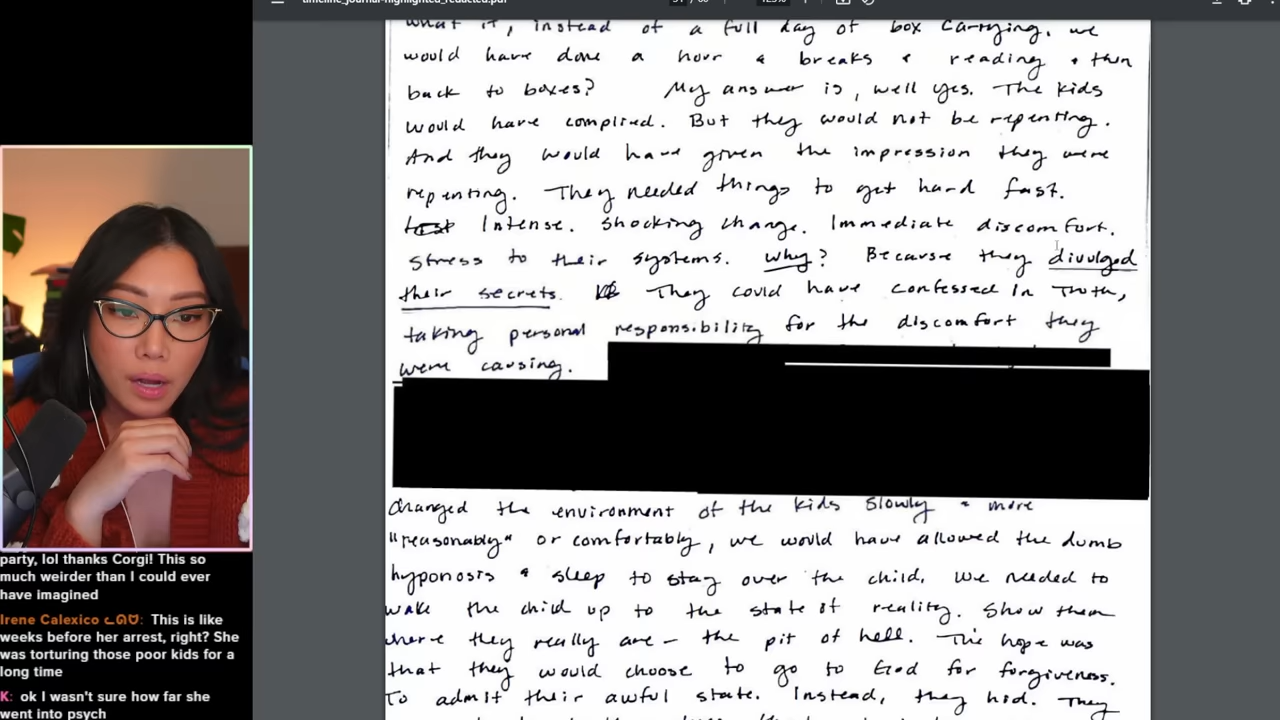 timeline_journal-highlighted_redacted.pdf
what if, instead of a full day of box carrying, we
would have done a hour & breaks & reading & then
back to boxes? My answer is, well yes. The kids
would have complied. But they would not be repenting.
And they would have given the impression they were
repenting. They needed things to get hard fast.
Intense. Shocking change. Immediate discomfort.
Stress to their systems. Why? Because they divulged
their secrets. They could have confessed in Truth,
taking personal responsibility for the discomfort they
were causing.
changed the environment of the kids slowly & more
"reasonably" or comfortably, we would have allowed the dumb
hyponosis & sleep to stay over the child. We needed to
wake the child up to the state of reality. Show them
where they really are – the pit of hell. The hope was
that they would choose to go to God for forgiveness.
To admit their awful state. Instead, they hid. They
party, lol thanks Corgi! This so
much weirder than I could ever
have imagined
Irene Calexico: This is like
weeks before her arrest, right? She
was torturing those poor kids for a
long time
K: ok I wasn't sure how far she
went into psych